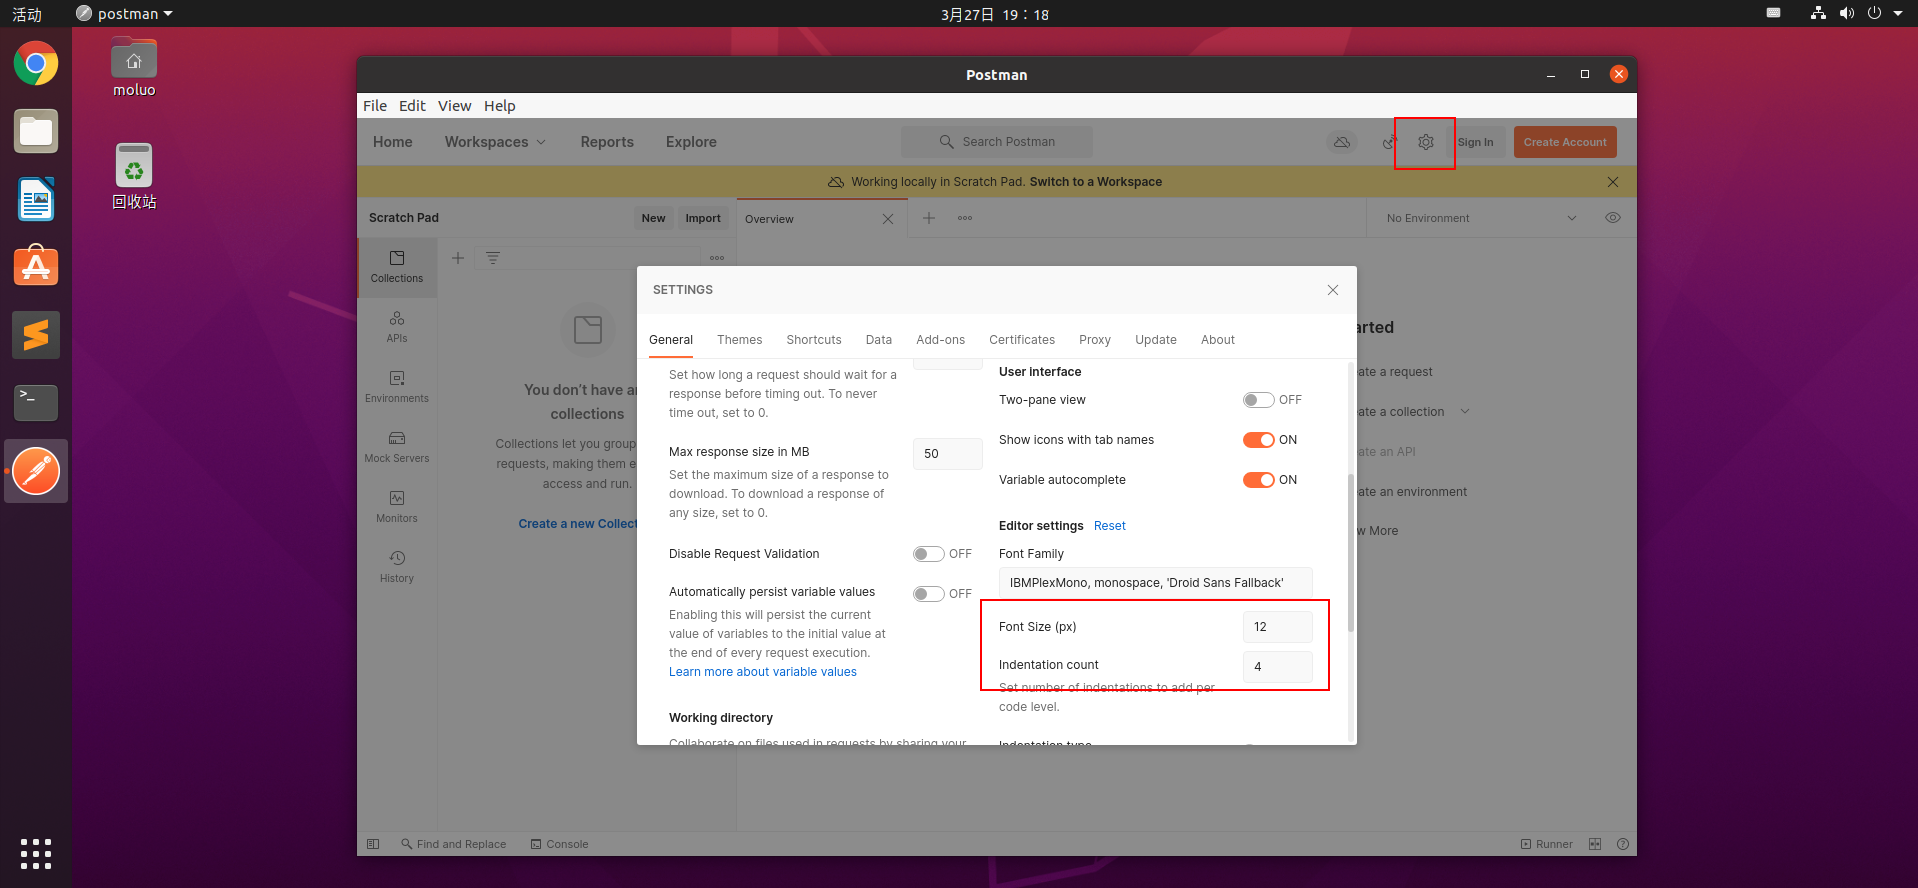 活动
postman
3月27日 19：18
moluo
回收站
Postman
File Edit View Help
Home Workspaces Reports Explore
Search Postman
Sign In
Create Account
Working locally in Scratch Pad. Switch to a Workspace
Scratch Pad
New
Import
Overview
No Environment
Collections
APIs
Environments
Mock Servers
Monitors
History
You don't have an
collections
Collections let you group
requests, making them e
access and run.
Create a new Collect
SETTINGS
General Themes Shortcuts Data Add-ons Certificates Proxy Update About
Set how long a request should wait for a
response before timing out. To never
time out, set to 0.
Max response size in MB
50
Set the maximum size of a response to
download. To download a response of
any size, set to 0.
Disable Request Validation
OFF
Automatically persist variable values
OFF
Enabling this will persist the current
value of variables to the initial value at
the end of every request execution.
Learn more about variable values
Working directory
Collaborate on files used in requests by sharing your
User interface
Two-pane view
OFF
Show icons with tab names
ON
Variable autocomplete
ON
Editor settings Reset
Font Family
IBMPlexMono, monospace, 'Droid Sans Fallback'
Font Size (px)
12
Indentation count
4
Set number of indentations to add per
code level.
Indentation type
arted
ate a request
ate a collection
ate an API
ate an environment
w More
Find and Replace
Console
Runner